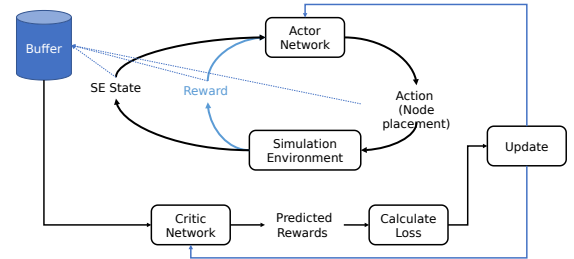 Buffer
Actor
Network
SE State
Reward
Action
(Node
placement)
Simulation
Environment
Update
Critic
Network
Predicted
Rewards
Calculate
Loss